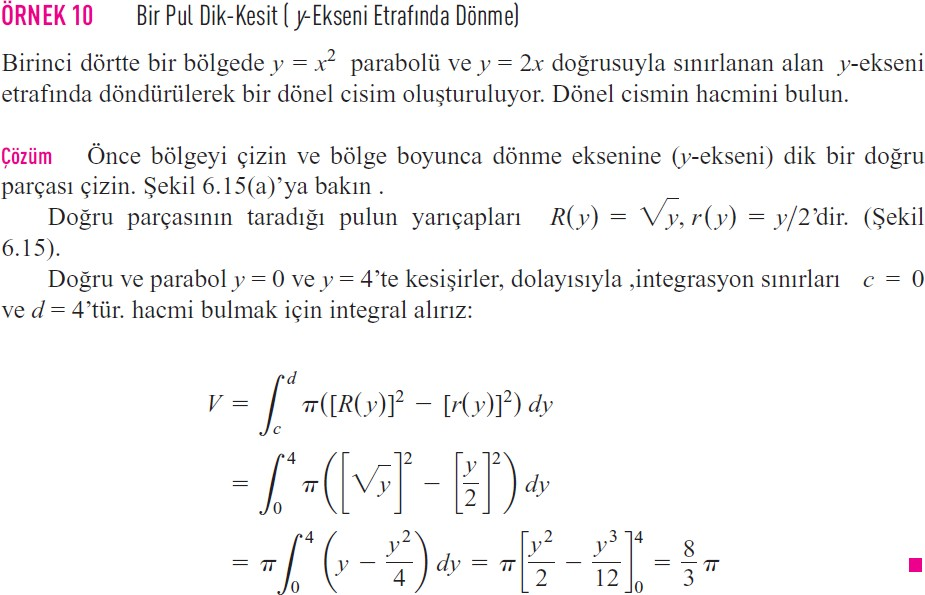 ÖRNEK 10 Bir Pul Dik-Kesit ( y-Ekseni Etrafında Dönme)
Birinci dörtte bir bölgede y = x² parabolü ve y = 2x doğrusuyla sınırlanan alan y-ekseni
etrafında döndürülerek bir dönel cisim oluşturuluyor. Dönel cismin hacmini bulun.
Çözüm Önce bölgeyi çizin ve bölge boyunca dönme eksenine (y-ekseni) dik bir doğru
parçası çizin. Şekil 6.15(a)’ya bakın .
Doğru parçasının taradığı pulun yarıçapları R(y) = √y, r(y) = y/2’dir. (Şekil
6.15).
Doğru ve parabol y = 0 ve y = 4’te kesişirler, dolayısıyla ,integrasyon sınırları c = 0
ve d = 4’tür. hacmi bulmak için integral alırız:
V = ∫_c^d π([R(y)]² − [r(y)]²) dy
= ∫_0^4 π([√y]² − [y/2]²) dy
= π ∫_0^4 (y − y²/4) dy = π [y²/2 − y³/12]_0^4 = 8/3 π